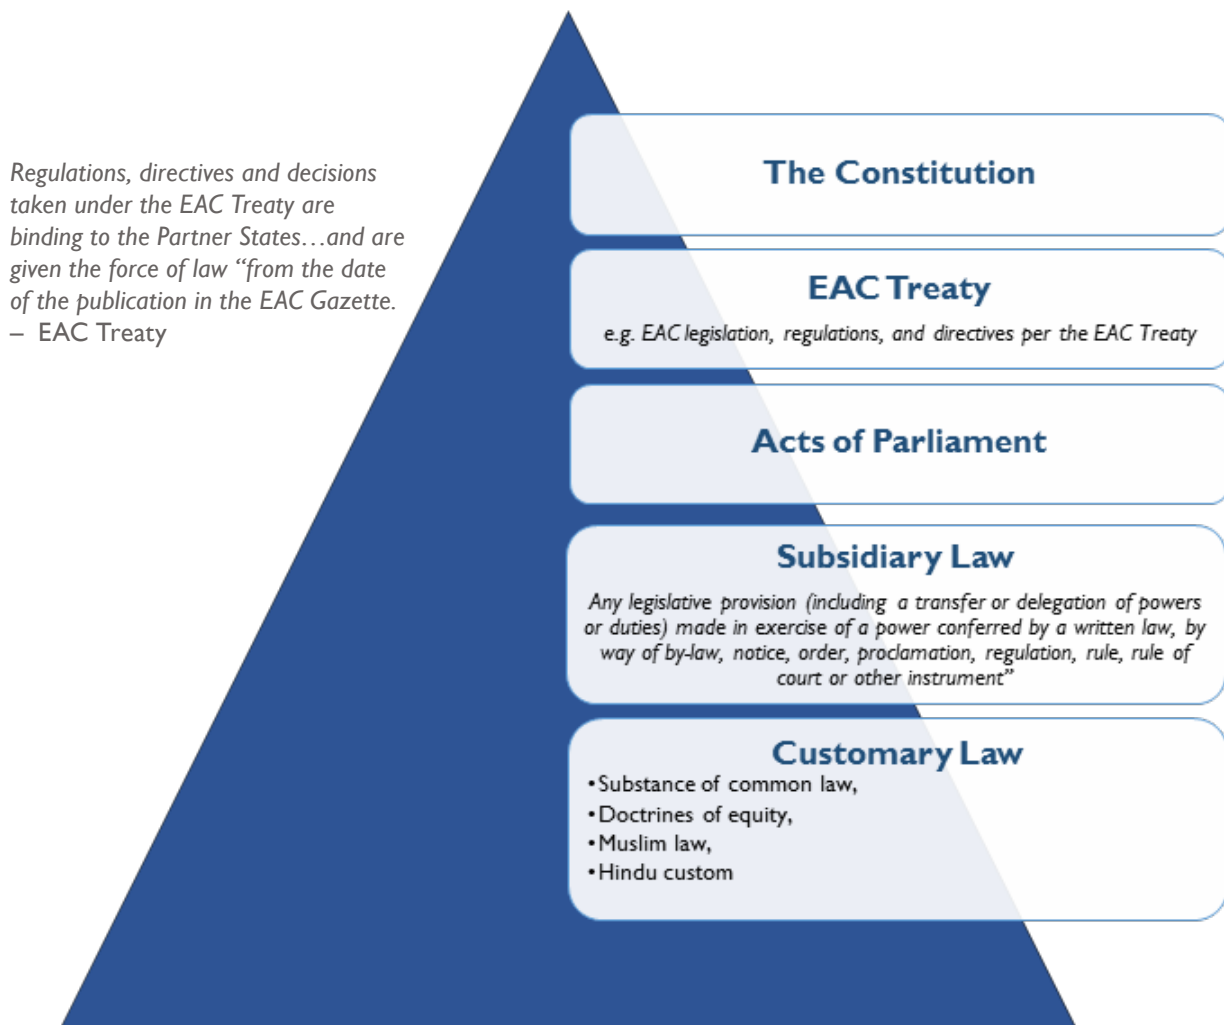 Regulations, directives and decisions
taken under the EAC Treaty are
binding to the Partner States…and are
given the force of law “from the date
of the publication in the EAC Gazette.
– EAC Treaty
The Constitution
EAC Treaty
e.g. EAC legislation, regulations, and directives per the EAC Treaty
Acts of Parliament
Subsidiary Law
Any legislative provision (including a transfer or delegation of powers
or duties) made in exercise of a power conferred by a written law, by
way of by-law, notice, order, proclamation, regulation, rule, rule of
court or other instrument”
Customary Law
•Substance of common law,
•Doctrines of equity,
•Muslim law,
•Hindu custom